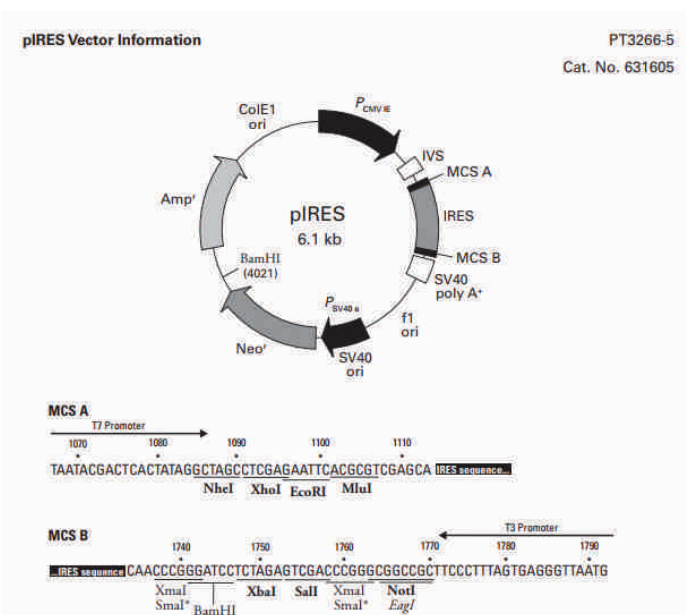 pIRES Vector Information
PT3266-5
Cat. No. 631605
ColE1
ori
PCMV IE
IVS
MCS A
Ampr
pIRES
6.1 kb
IRES
BamHI
(4021)
MCS B
SV40
poly A+
PSV40 e
f1
ori
Neor
SV40
ori
MCS A
T7 Promoter
1070 1080 1090 1100 1110
TAATACGACTCACTATAGGCTAGCCTCGAGAATTCACGCGTCGAGCA IRES sequence...
NheI XhoI EcoRI MluI
MCS B
T3 Promoter
1740 1750 1760 1770 1780 1790
...IRES sequence CAACCCGGGATCCTCTAGAGTCGACCCGGGCGGCCGCTTCCCTTTAGTGAGGGTTAATG
XmaI XbaI SalI XmaI NotI
SmaI* BamHI SmaI* EagI